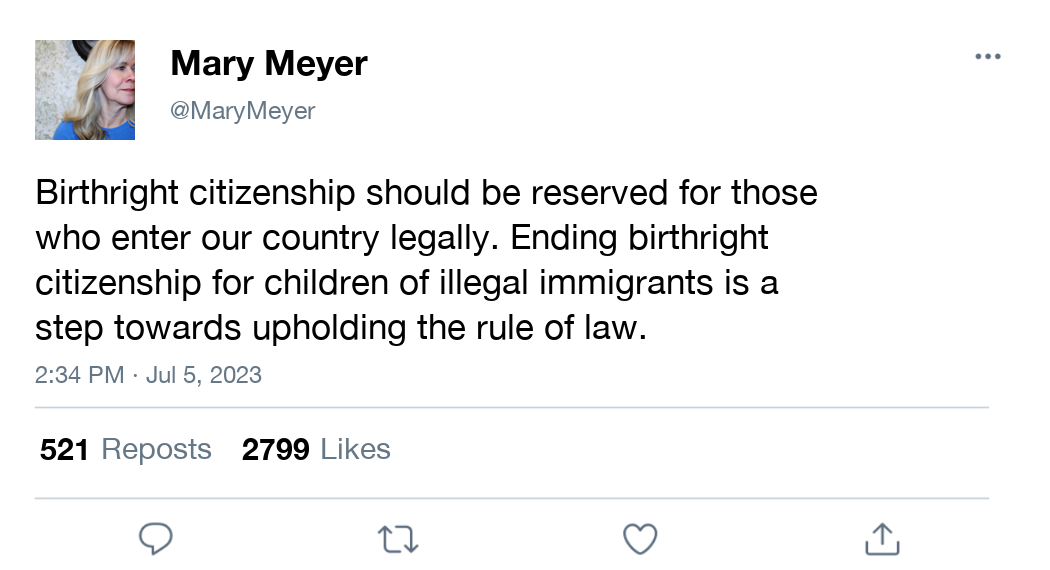 Mary Meyer
@MaryMeyer
Birthright citizenship should be reserved for those
who enter our country legally. Ending birthright
citizenship for children of illegal immigrants is a
step towards upholding the rule of law.
2:34 PM · Jul 5, 2023
521 Reposts 2799 Likes